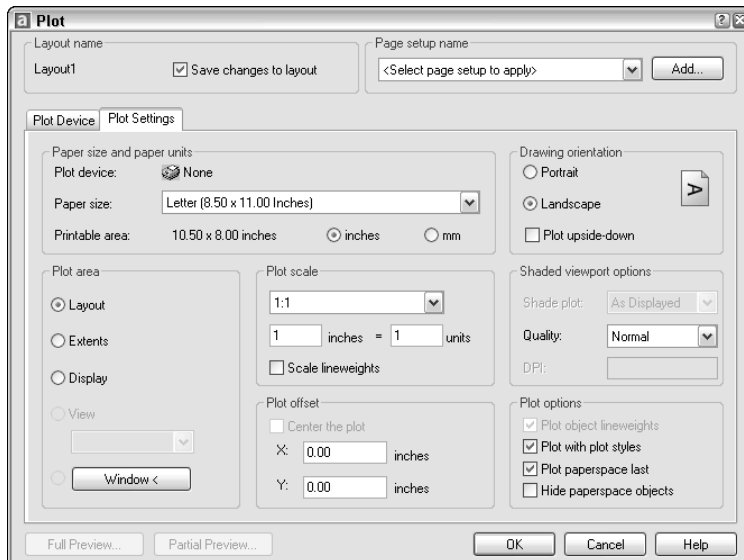 a Plot
Layout name
Layout1
Save changes to layout
Page setup name
<Select page setup to apply>
Add...
Plot Device
Plot Settings
Paper size and paper units
Plot device: None
Paper size: Letter (8.50 x 11.00 Inches)
Printable area: 10.50 x 8.00 inches inches mm
Drawing orientation
Portrait
Landscape
Plot upside-down
A
Plot area
Layout
Extents
Display
View
Window <
Plot scale
1:1
1 inches = 1 units
Scale lineweights
Shaded viewport options
Shade plot: As Displayed
Quality: Normal
DPI:
Plot offset
Center the plot
X: 0.00 inches
Y: 0.00 inches
Plot options
Plot object lineweights
Plot with plot styles
Plot paperspace last
Hide paperspace objects
Full Preview...
Partial Preview...
OK
Cancel
Help